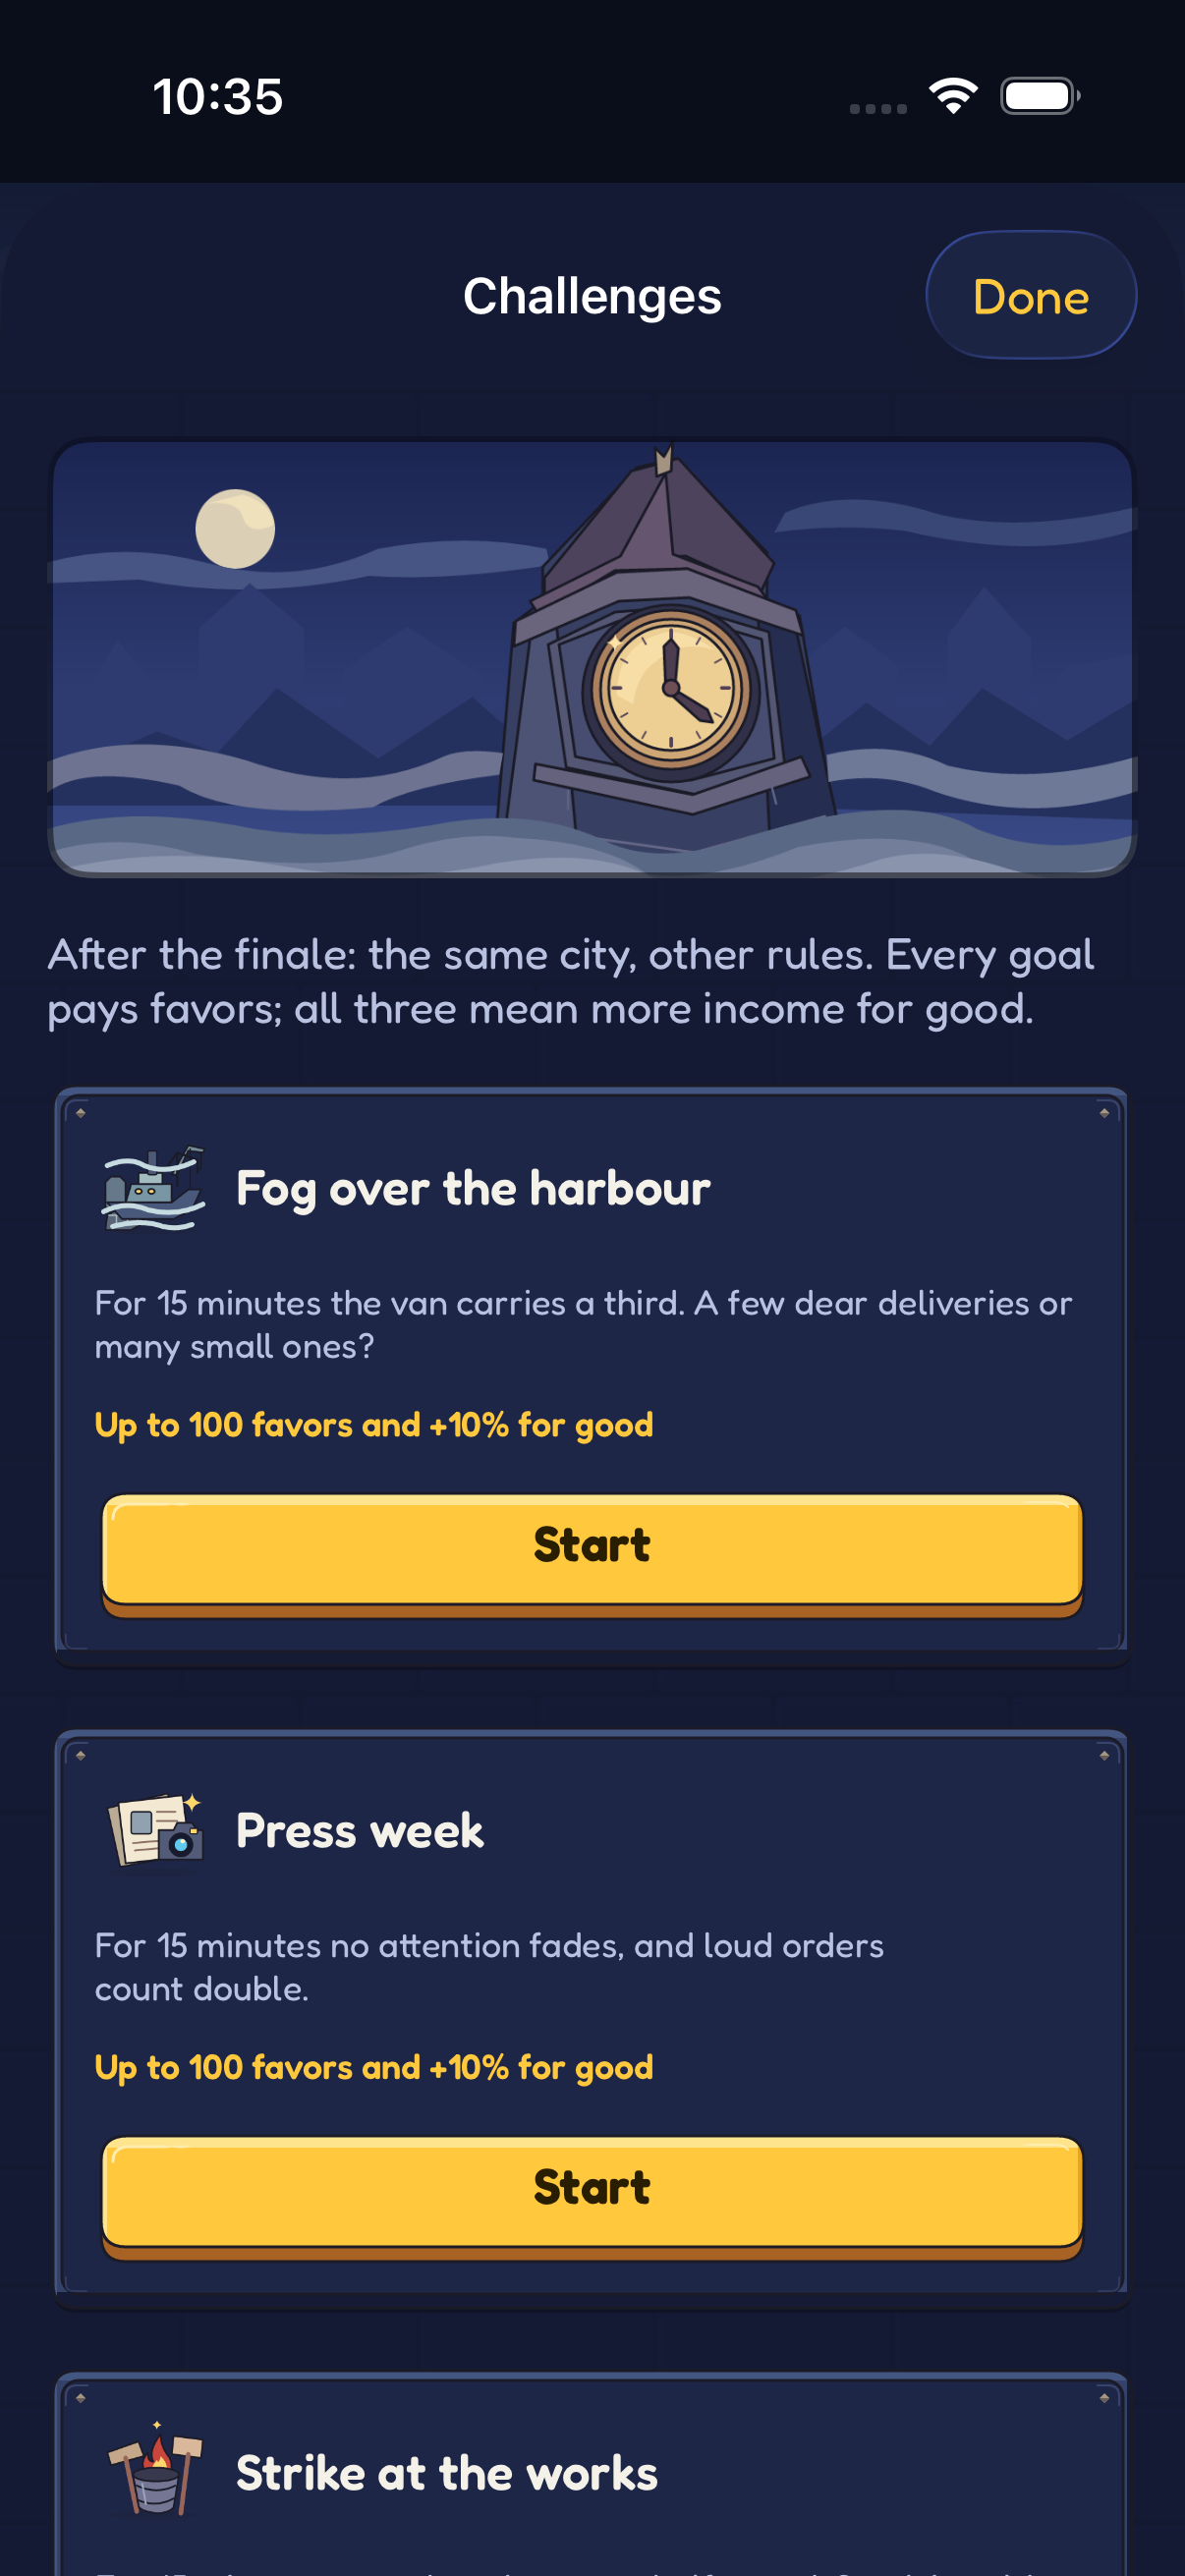 10:35
Challenges
Done
After the finale: the same city, other rules. Every goal
pays favors; all three mean more income for good.
Fog over the harbour
For 15 minutes the van carries a third. A few dear deliveries or
many small ones?
Up to 100 favors and +10% for good
Start
Press week
For 15 minutes no attention fades, and loud orders
count double.
Up to 100 favors and +10% for good
Start
Strike at the works